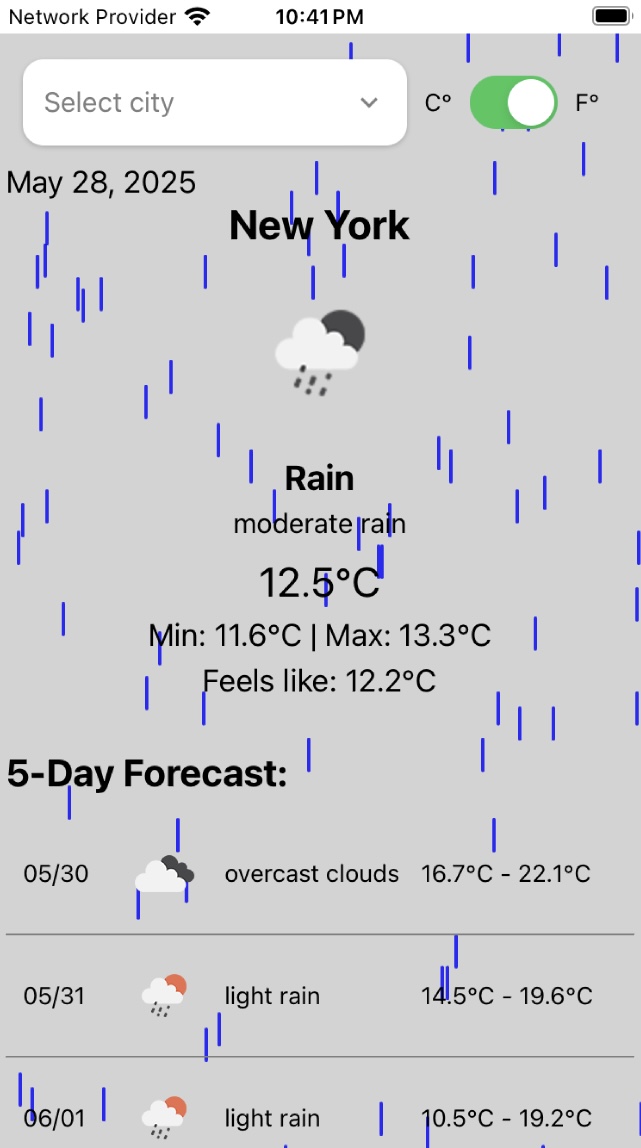 Network Provider 10:41 PM
Select city C° F°
May 28, 2025
New York
Rain
moderate rain
12.5°C
Min: 11.6°C | Max: 13.3°C
Feels like: 12.2°C
5-Day Forecast:
05/30 overcast clouds 16.7°C - 22.1°C
05/31 light rain 14.5°C - 19.6°C
06/01 light rain 10.5°C - 19.2°C